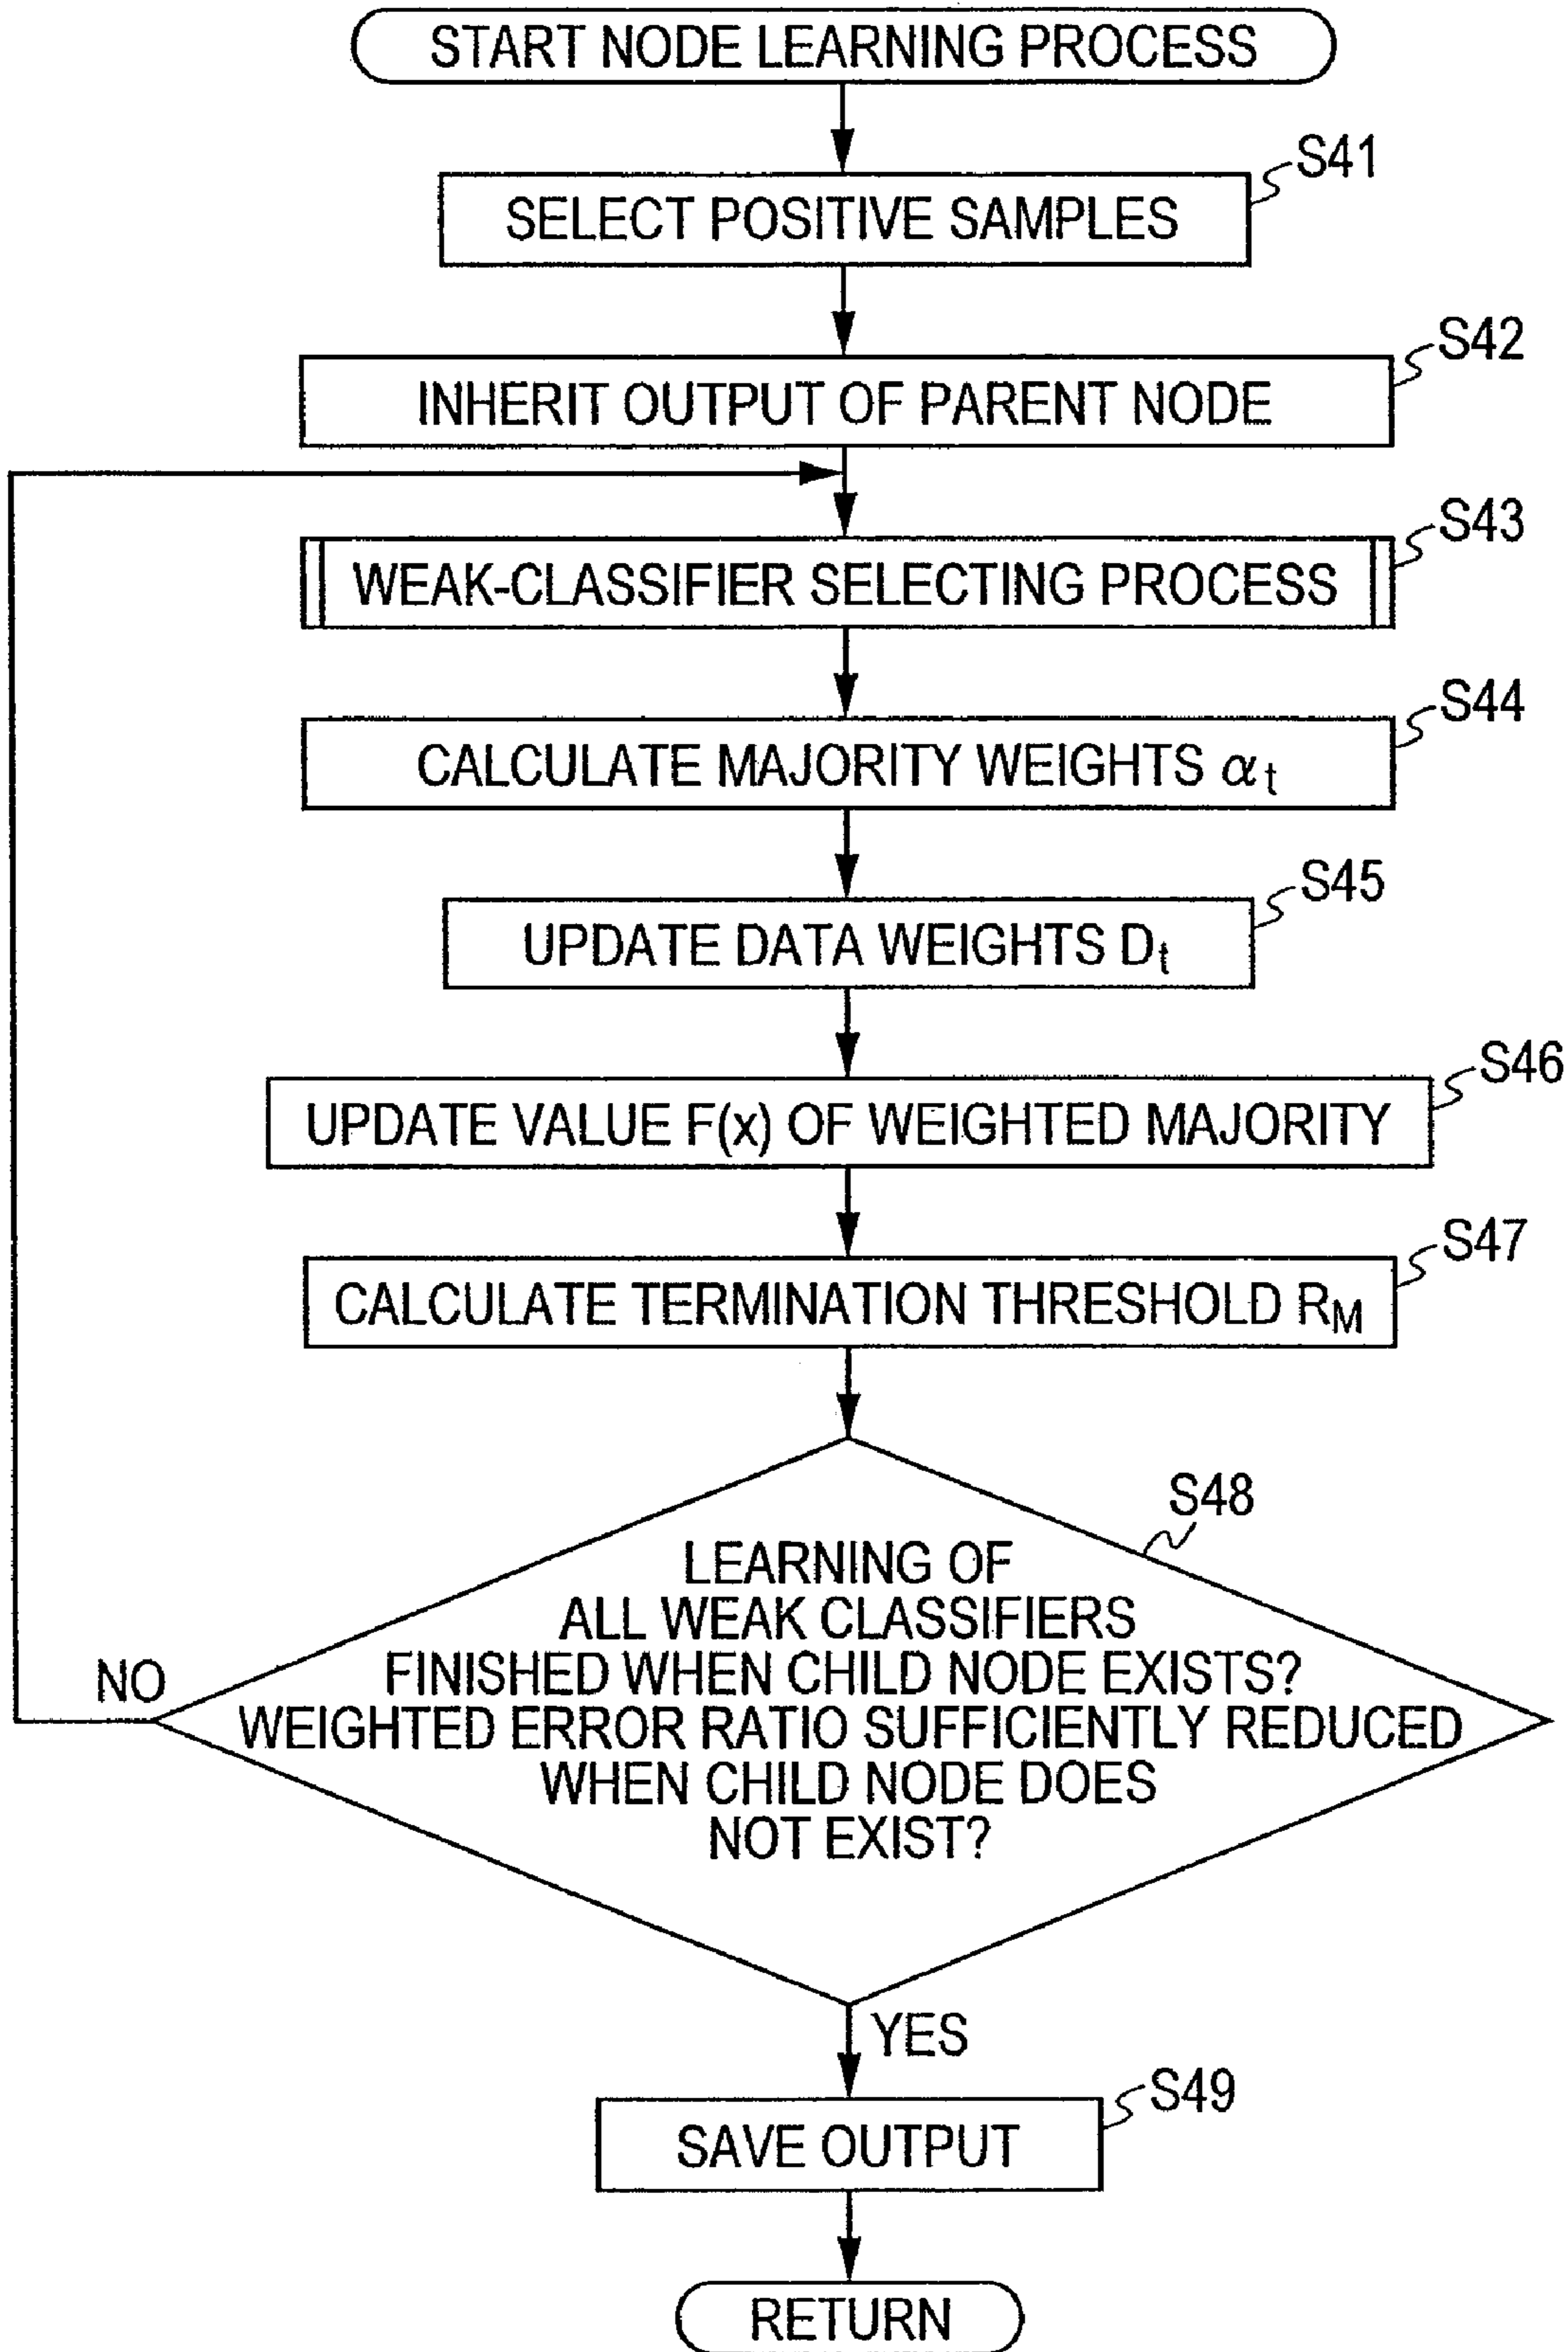 START NODE LEARNING PROCESS
S41
SELECT POSITIVE SAMPLES
S42
INHERIT OUTPUT OF PARENT NODE
S43
WEAK-CLASSIFIER SELECTING PROCESS
S44
CALCULATE MAJORITY WEIGHTS αt
S45
UPDATE DATA WEIGHTS Dt
S46
UPDATE VALUE F(x) OF WEIGHTED MAJORITY
S47
CALCULATE TERMINATION THRESHOLD RM
S48
LEARNING OF
ALL WEAK CLASSIFIERS
FINISHED WHEN CHILD NODE EXISTS?
WEIGHTED ERROR RATIO SUFFICIENTLY REDUCED
WHEN CHILD NODE DOES
NOT EXIST?
NO
YES
S49
SAVE OUTPUT
RETURN